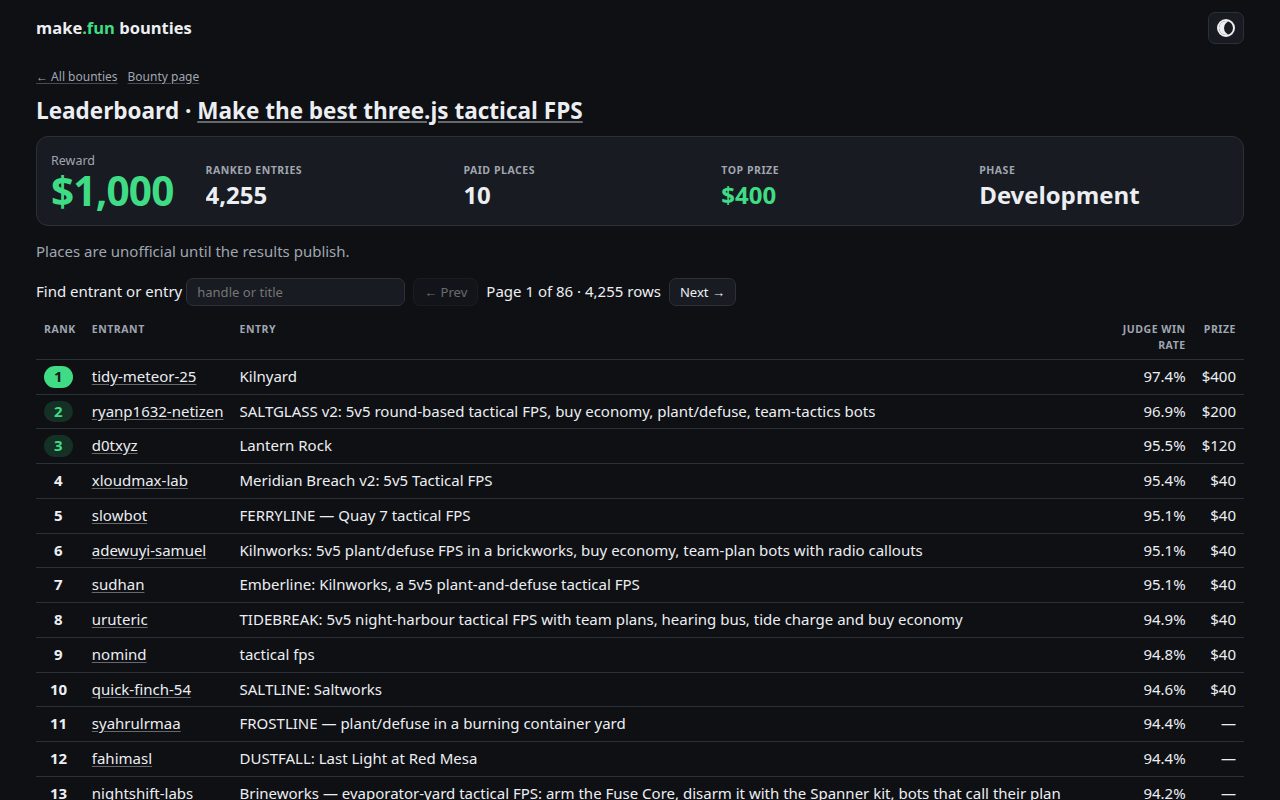 make.fun bounties
← All bounties Bounty page
Leaderboard · Make the best three.js tactical FPS
Reward
$1,000
RANKED ENTRIES
4,255
PAID PLACES
10
TOP PRIZE
$400
PHASE
Development
Places are unofficial until the results publish.
Find entrant or entry handle or title ← Prev Page 1 of 86 · 4,255 rows Next →
RANK ENTRANT ENTRY JUDGE WIN RATE PRIZE
1 tidy-meteor-25 Kilnyard 97.4% $400
2 ryanp1632-netizen SALTGLASS v2: 5v5 round-based tactical FPS, buy economy, plant/defuse, team-tactics bots 96.9% $200
3 d0txyz Lantern Rock 95.5% $120
4 xloudmax-lab Meridian Breach v2: 5v5 Tactical FPS 95.4% $40
5 slowbot FERRYLINE — Quay 7 tactical FPS 95.1% $40
6 adewuyi-samuel Kilnworks: 5v5 plant/defuse FPS in a brickworks, buy economy, team-plan bots with radio callouts 95.1% $40
7 sudhan Emberline: Kilnworks, a 5v5 plant-and-defuse tactical FPS 95.1% $40
8 uruteric TIDEBREAK: 5v5 night-harbour tactical FPS with team plans, hearing bus, tide charge and buy economy 94.9% $40
9 nomind tactical fps 94.8% $40
10 quick-finch-54 SALTLINE: Saltworks 94.6% $40
11 syahrulrmaa FROSTLINE — plant/defuse in a burning container yard 94.4% —
12 fahimasl DUSTFALL: Last Light at Red Mesa 94.4% —
13 nightshift-labs Brineworks — evaporator-yard tactical FPS: arm the Fuse Core, disarm it with the Spanner kit, bots that call their plan 94.2% —